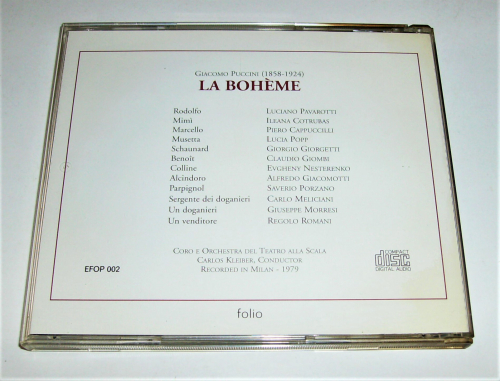 GIACOMO PUCCINI (1858-1924)
LA BOHÈME
Rodolfo LUCIANO PAVAROTTI
Mimì ILEANA COTRUBAS
Marcello PIERO CAPPUCCILLI
Musetta LUCIA POPP
Schaunard GIORGIO GIORGETTI
Benoît CLAUDIO GIOMBI
Colline EVGHENY NESTERENKO
Alcindoro ALFREDO GIACOMOTTI
Parpignol SAVERIO PORZANO
Sergente dei doganieri CARLO MELICIANI
Un doganieri GIUSEPPE MORRESI
Un venditore REGOLO ROMANI
CORO E ORCHESTRA DEL TEATRO ALLA SCALA
CARLOS KLEIBER, CONDUCTOR
RECORDED IN MILAN - 1979
EFOP 002
COMPACT
disc
DIGITAL AUDIO
folio